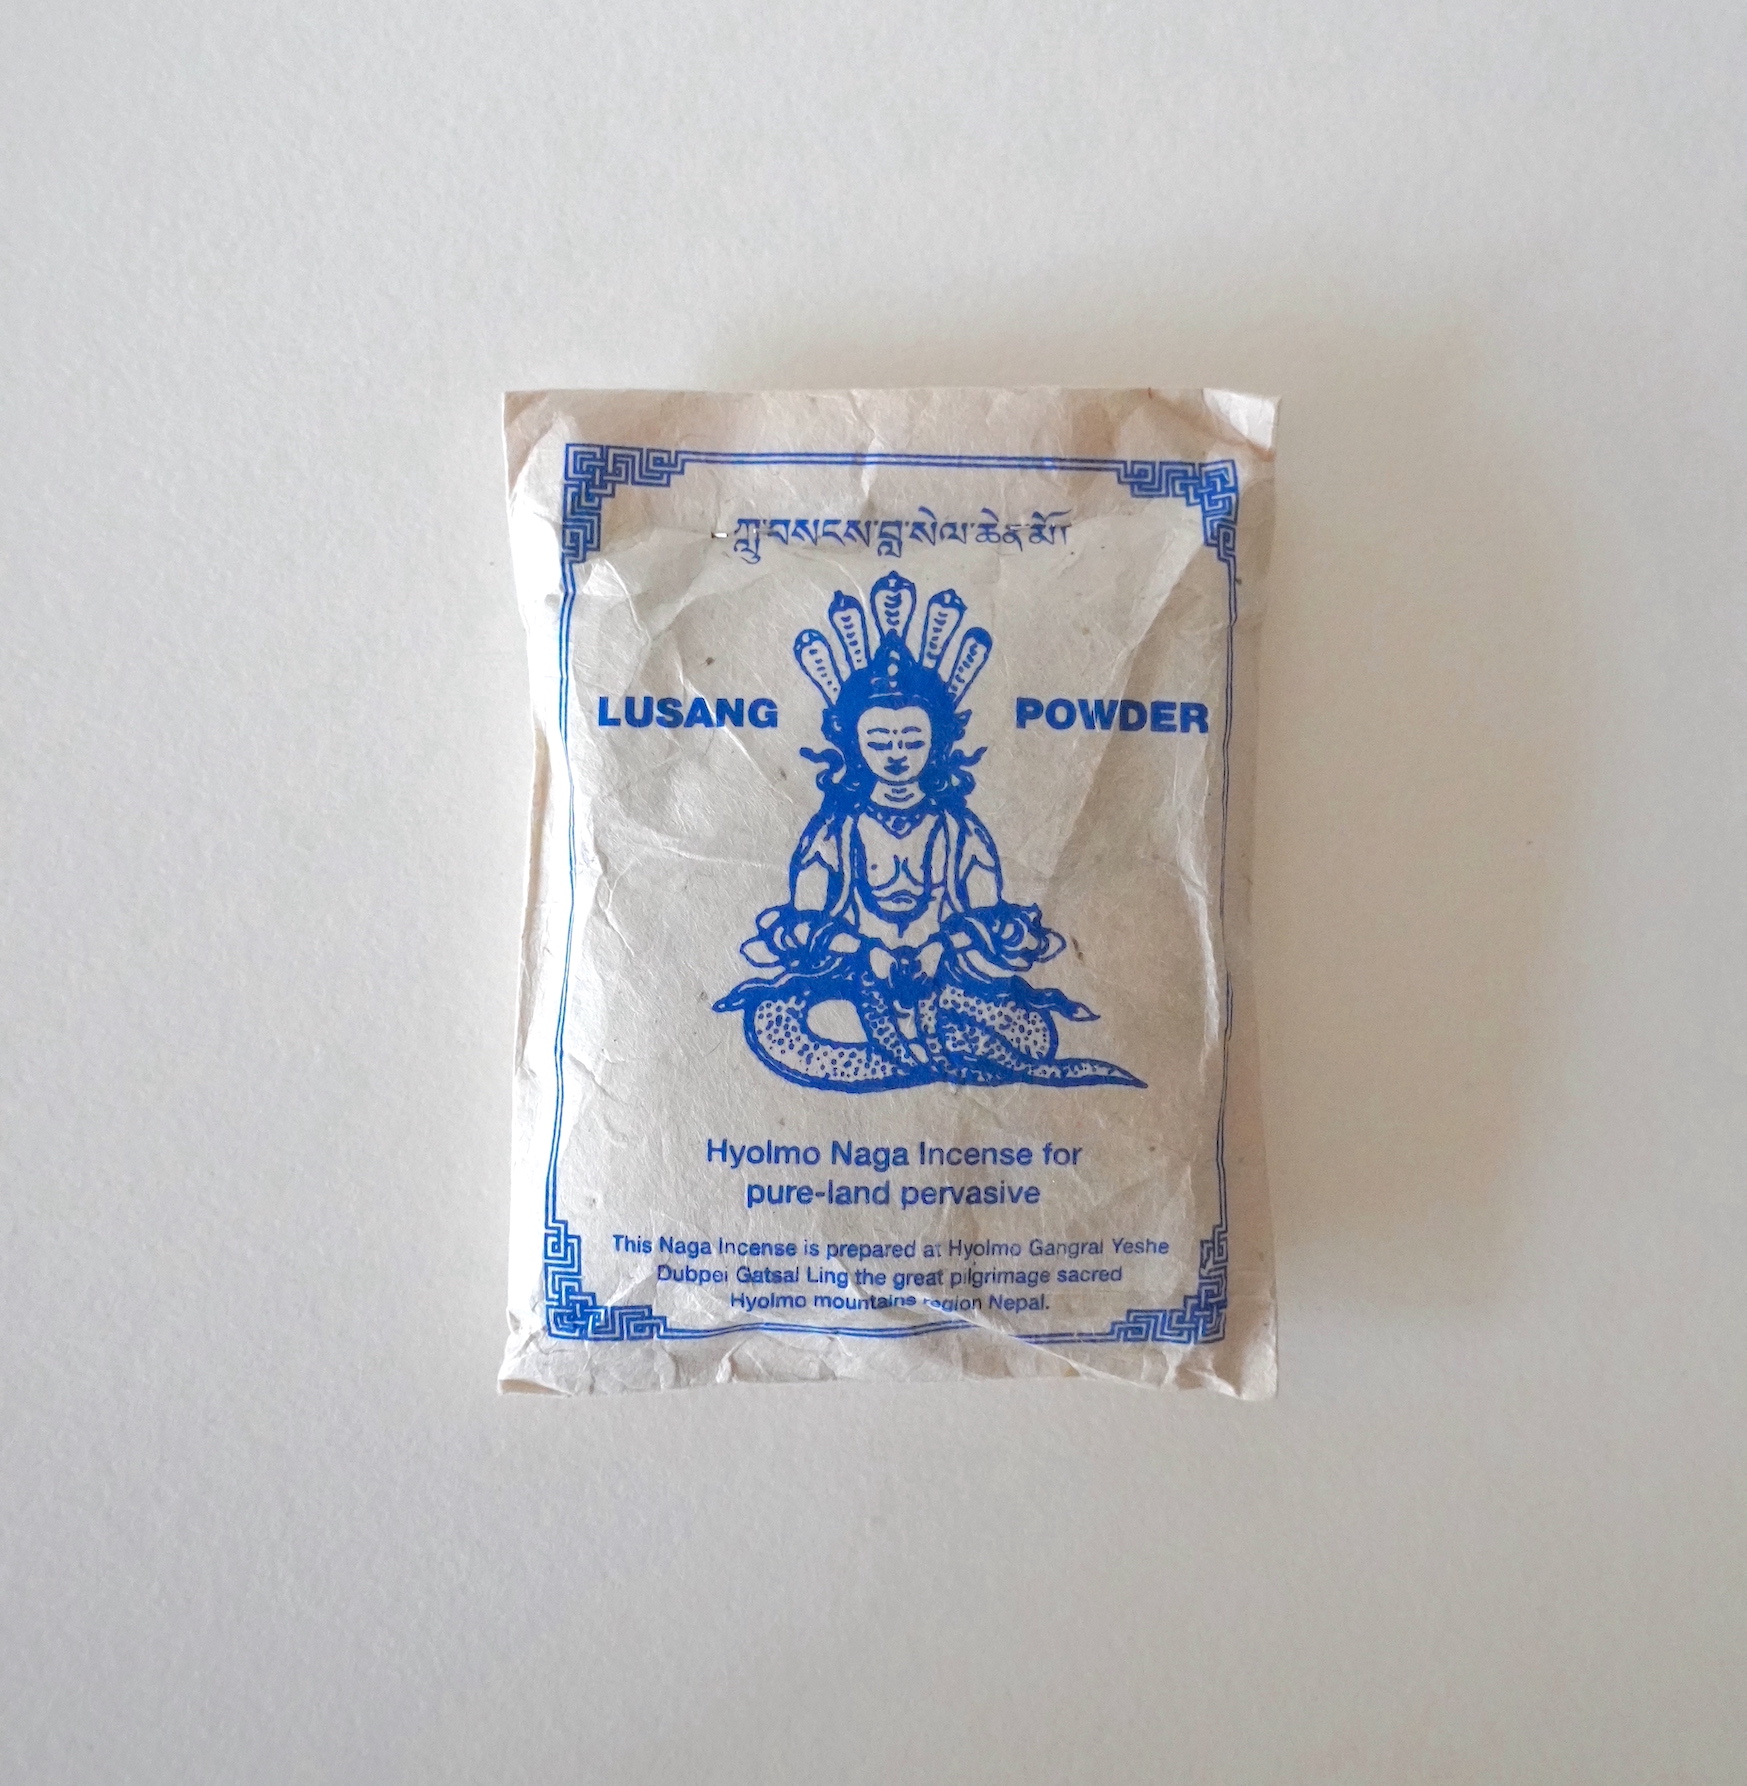 ཀླུ་བསངས་བླ་སེལ་ཆེན་མོ།
LUSANG POWDER
Hyolmo Naga Incense for
pure-land pervasive
This Naga Incense is prepared at Hyolmo Gangral Yeshe
Dubpei Gatsal Ling the great pilgrimage sacred
Hyolmo mountains region Nepal.